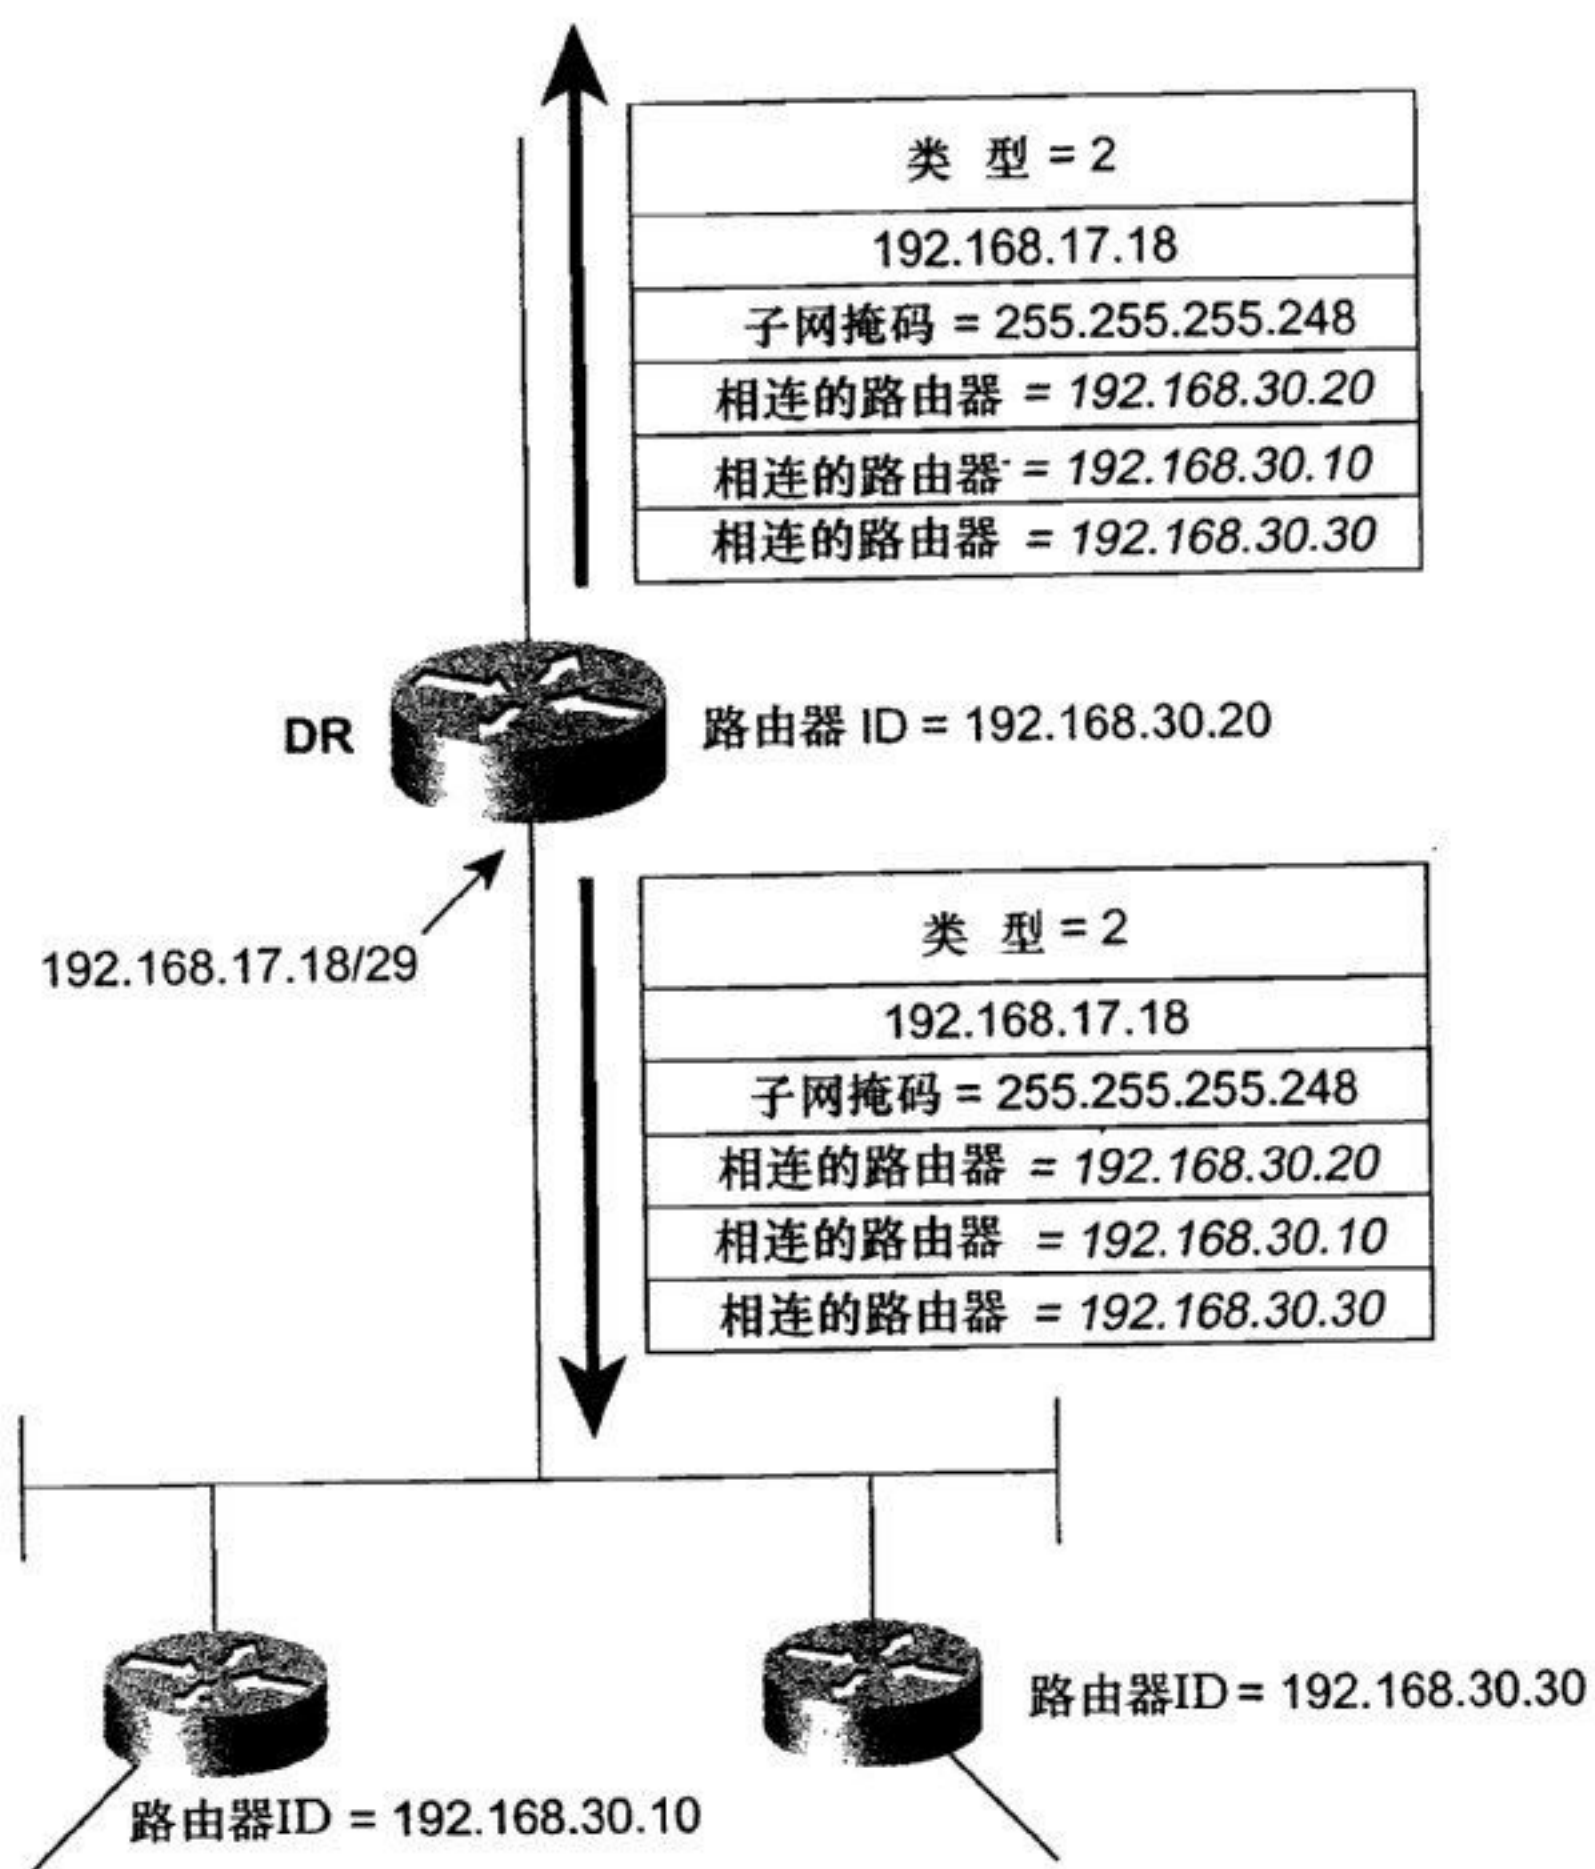 类 型 = 2
192.168.17.18
子网掩码 = 255.255.255.248
相连的路由器 = 192.168.30.20
相连的路由器 = 192.168.30.10
相连的路由器 = 192.168.30.30
DR
路由器 ID = 192.168.30.20
192.168.17.18/29
类 型 = 2
192.168.17.18
子网掩码 = 255.255.255.248
相连的路由器 = 192.168.30.20
相连的路由器 = 192.168.30.10
相连的路由器 = 192.168.30.30
路由器ID = 192.168.30.30
路由器ID = 192.168.30.10